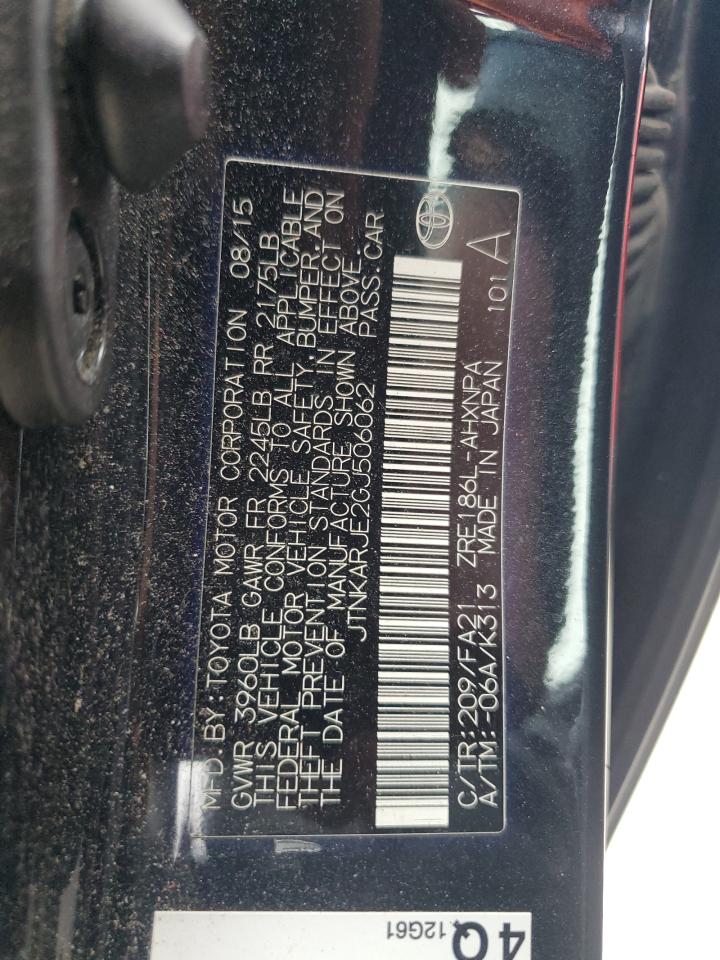 MFD.BY:TOYOTA MOTOR CORPORATION 08/15
GVWR 3960LB GAWR FR 2245LB RR 2175LB
THIS VEHICLE CONFORMS TO ALL APPLICABLE
FEDERAL MOTOR VEHICLE SAFETY,BUMPER,AND
THEFT PREVENTION STANDARDS IN EFFECT ON
THE DATE OF MANUFACTURE SHOWN ABOVE.
JTNKARJE2GJ506062 PASS.CAR
C/TR:209/FA21 ZRE186L-AHXNPA
A/TM:-06A/K313 MADE IN JAPAN 101 A
4Q
12G61